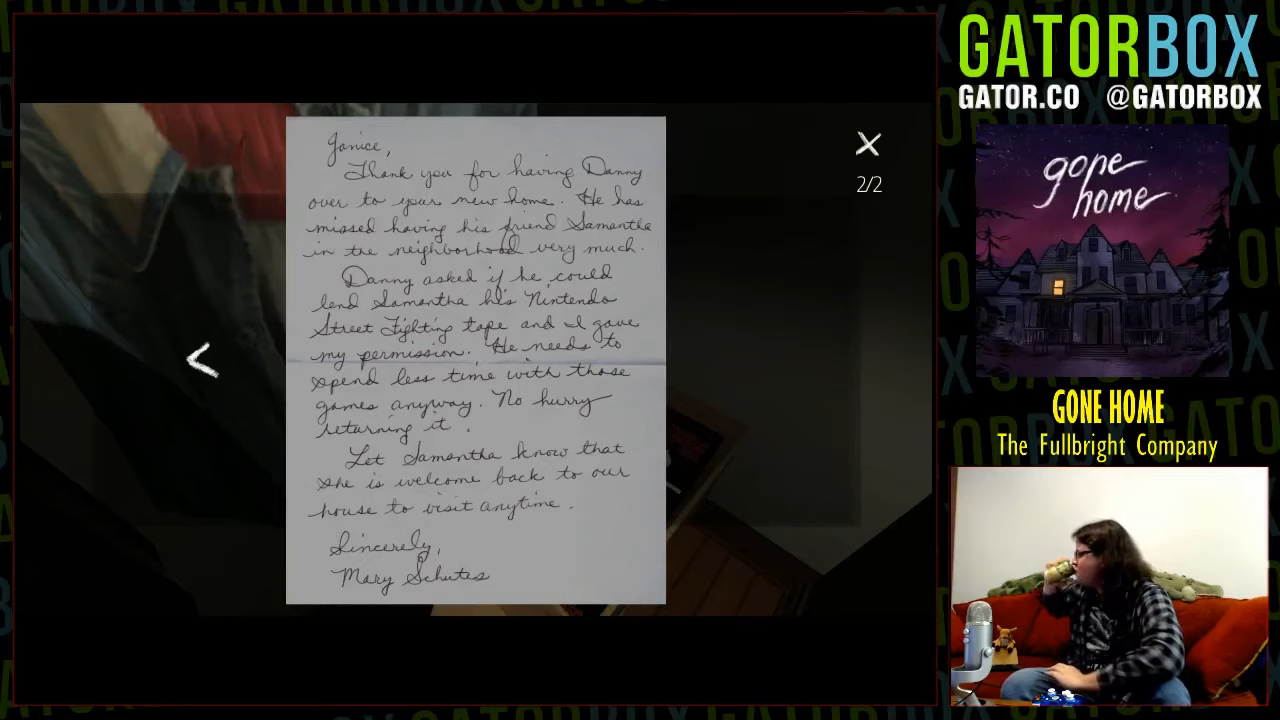 GATORBOX
GATOR.CO @GATORBOX
gone
home
GONE HOME
The Fullbright Company
2/2
Janice,
Thank you for having Danny
over to your new home. He has
missed having his friend Samantha
in the neighborhood very much.
Danny asked if he could
lend Samantha his Nintendo
Street Fighting tape and I gave
my permission. He needs to
spend less time with those
games anyway. No hurry
returning it.
Let Samantha know that
she is welcome back to our
house to visit anytime.
Sincerely,
Mary Schutes